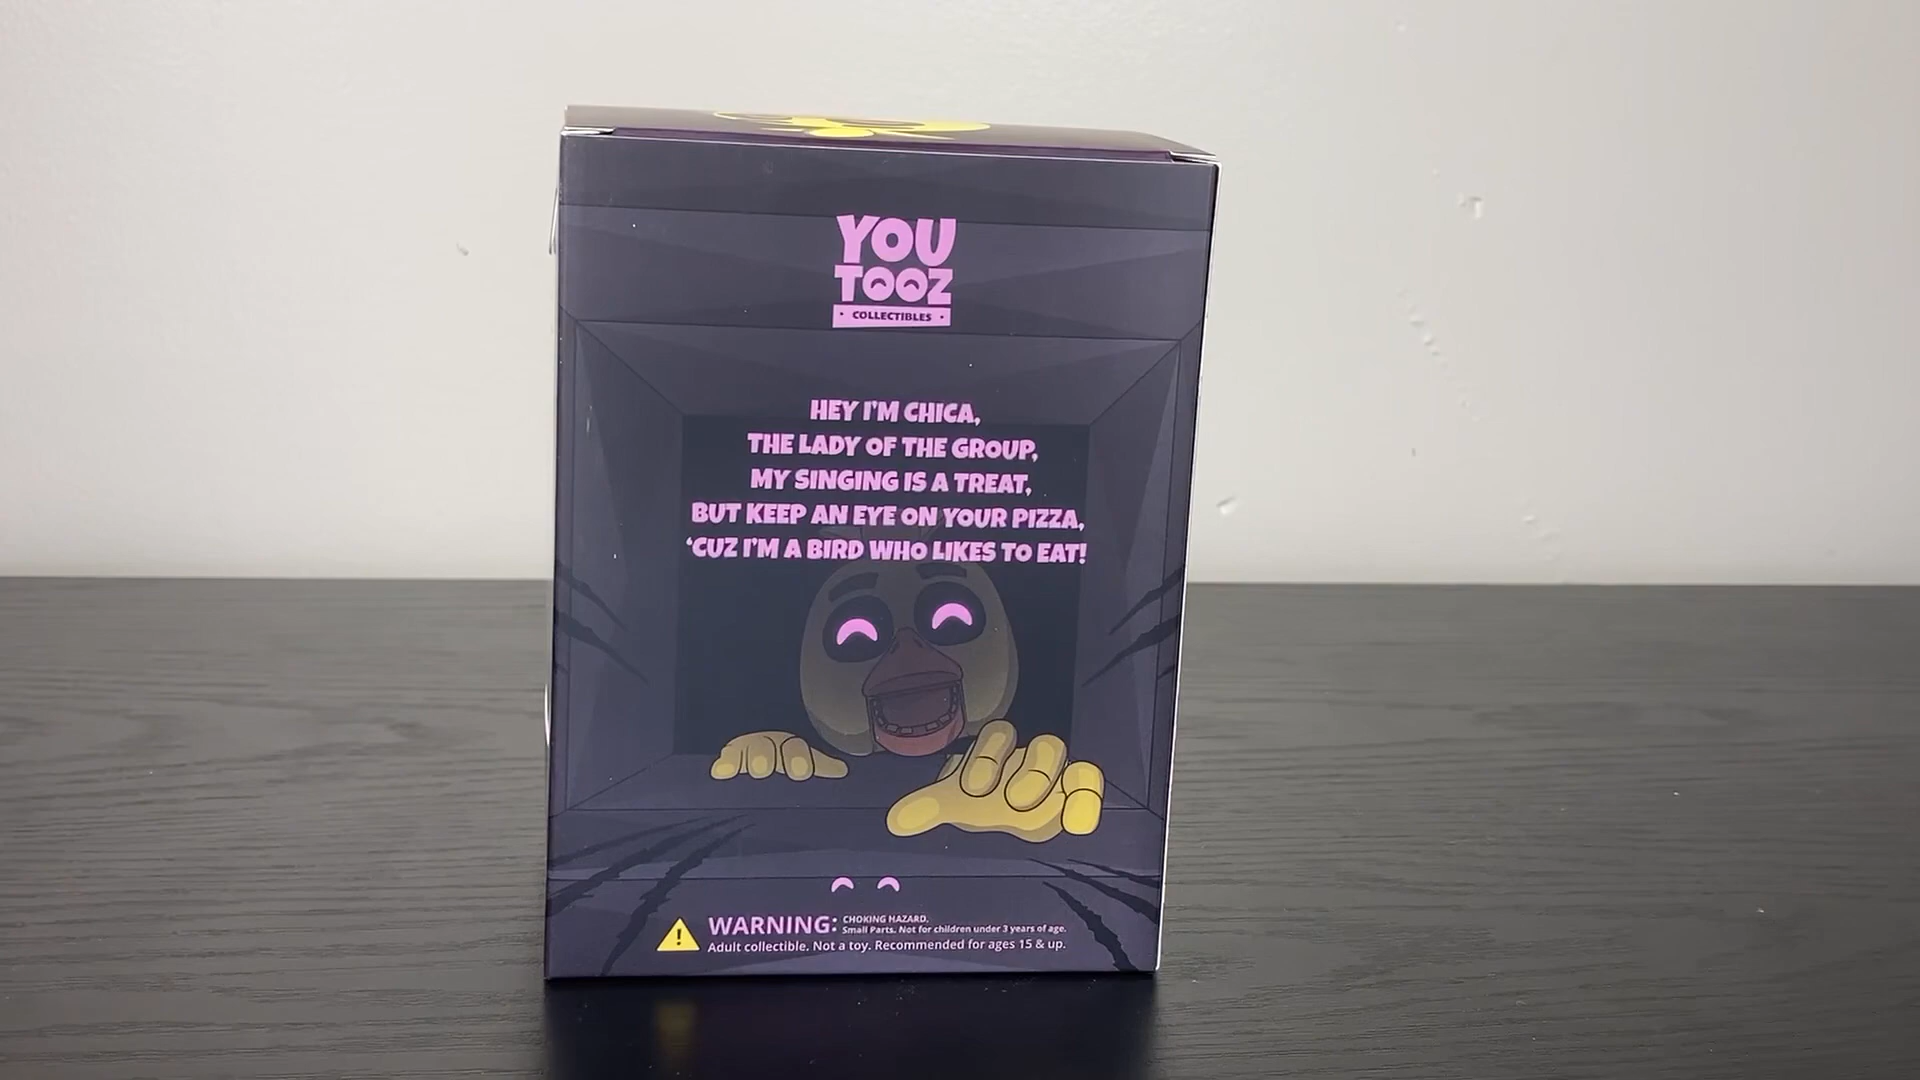 YOU
TOOZ
• COLLECTIBLES •
HEY I'M CHICA,
THE LADY OF THE GROUP,
MY SINGING IS A TREAT,
BUT KEEP AN EYE ON YOUR PIZZA,
'CUZ I'M A BIRD WHO LIKES TO EAT!
WARNING: CHOKING HAZARD.
Small Parts. Not for children under 3 years of age.
Adult collectible. Not a toy. Recommended for ages 15 & up.